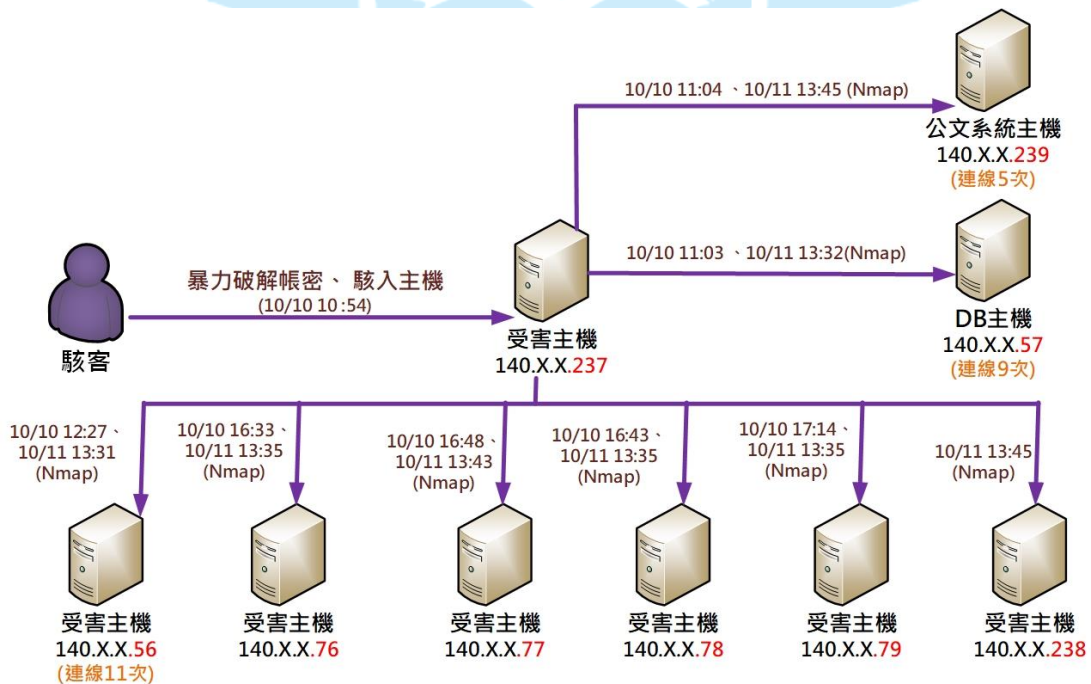 10/10 11:04 、10/11 13:45 (Nmap)
公文系統主機
140.X.X.239
(連線5次)
10/10 11:03 、10/11 13:32(Nmap)
DB主機
140.X.X.57
(連線9次)
暴力破解帳密、 駭入主機
(10/10 10 :54)
駭客
受害主機
140.X.X.237
10/10 12:27、
10/11 13:31
(Nmap)
10/10 16:33、
10/11 13:35
(Nmap)
10/10 16:48、
10/11 13:43
(Nmap)
10/10 16:43、
10/11 13:35
(Nmap)
10/10 17:14、
10/11 13:35
(Nmap)
10/11 13:45
(Nmap)
受害主機
140.X.X.56
(連線11次)
受害主機
140.X.X.76
受害主機
140.X.X.77
受害主機
140.X.X.78
受害主機
140.X.X.79
受害主機
140.X.X.238